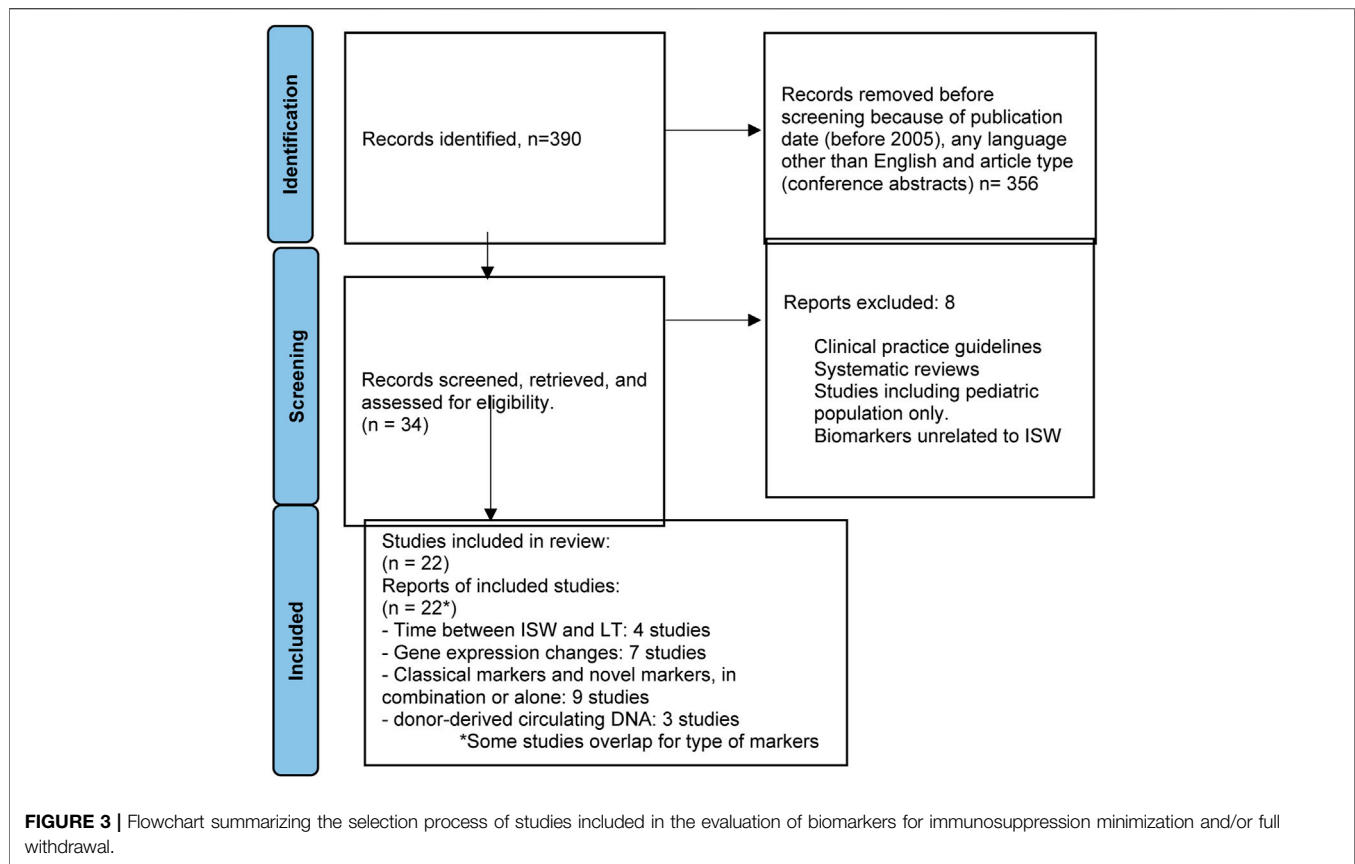 Identification
Records identified, n=390
Records removed before
screening because of publication
date (before 2005), any language
other than English and article type
(conference abstracts) n= 356
Screening
Records screened, retrieved, and
assessed for eligibility.
(n = 34)
Reports excluded: 8
Clinical practice guidelines
Systematic reviews
Studies including pediatric
population only.
Biomarkers unrelated to ISW
Included
Studies included in review:
(n = 22)
Reports of included studies:
(n = 22*)
- Time between ISW and LT: 4 studies
- Gene expression changes: 7 studies
- Classical markers and novel markers, in
combination or alone: 9 studies
- donor-derived circulating DNA: 3 studies
*Some studies overlap for type of markers
FIGURE 3 | Flowchart summarizing the selection process of studies included in the evaluation of biomarkers for immunosuppression minimization and/or full
withdrawal.